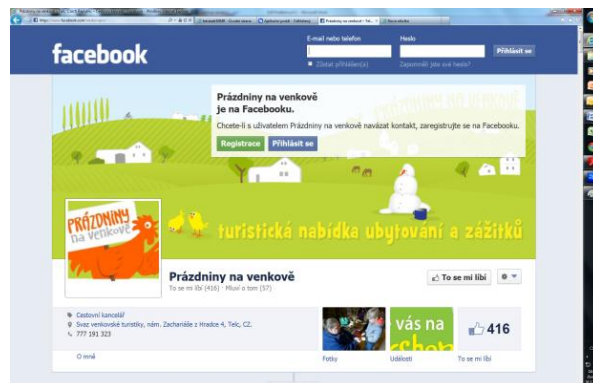 facebook
E-mail nebo telefon
Heslo
Přihlásit se
Zůstat přihlášen(a)
Zapomněli jste své heslo?
Prázdniny na venkově
je na Facebooku.
Chcete-li s uživatelem Prázdniny na venkově navázat kontakt, zaregistrujte se na Facebooku.
Registrace
Přihlásit se
PRÁZDNINY
na venkově
turistická nabídka ubytování a zážitků
Prázdniny na venkově
To se mi líbí (416) · Mluví o tom (57)
To se mi líbí
Cestovní kancelář
Svaz venkovské turistiky, nám. Zachariáše z Hradce 4, Telc, CZ.
777 191 323
O mně
vás na
416
Fotky
Události
To se mi líbí